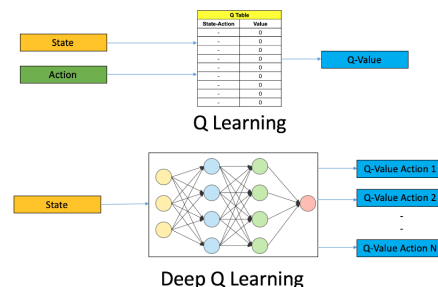 Q Table
State-Action Value
- 0
- 0
- 0
- 0
- 0
- 0
- 0
- 0
- 0
State
Action
Q-Value
Q Learning
State
Q-Value Action 1
Q-Value Action 2
-
-
Q-Value Action N
Deep Q Learning